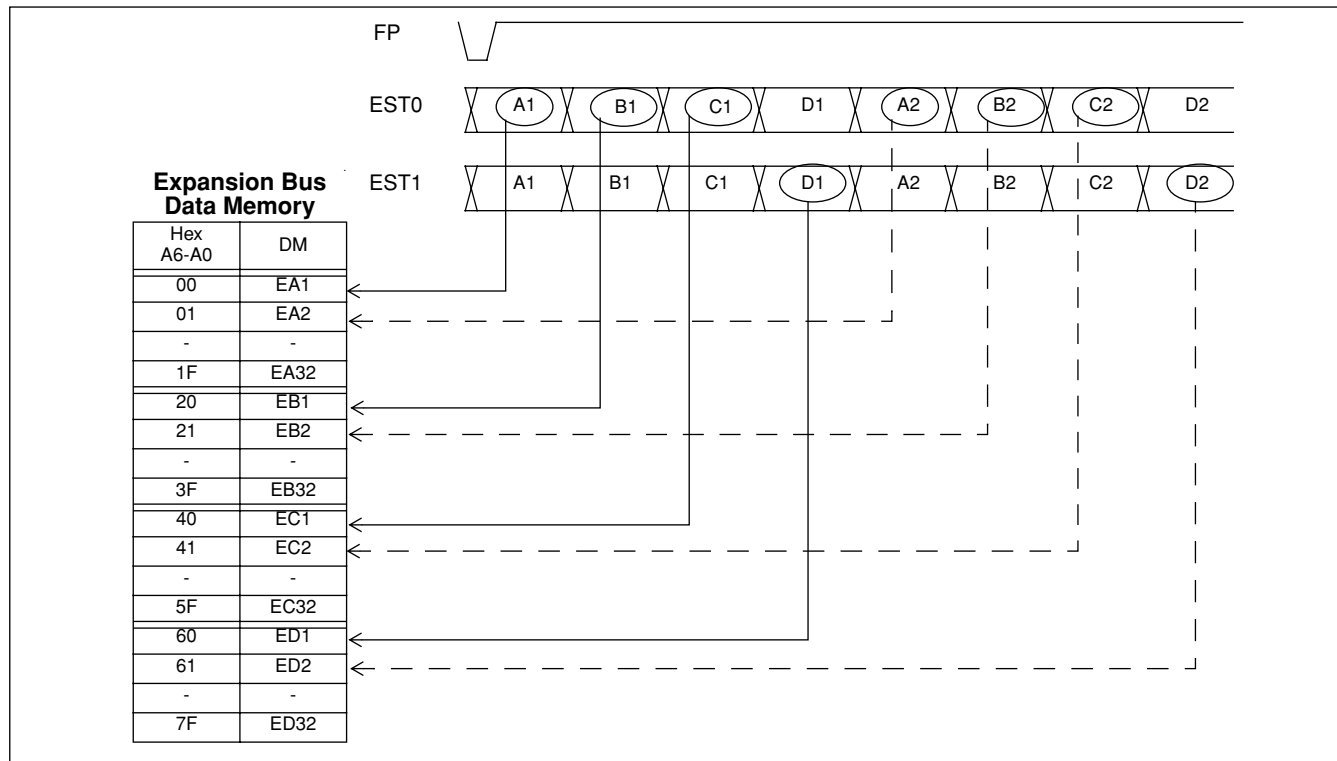 FP
EST0 A1 B1 C1 D1 A2 B2 C2 D2
EST1 A1 B1 C1 D1 A2 B2 C2 D2
Expansion Bus
Data Memory
Hex
A6-A0 DM
00 EA1
01 EA2
- -
1F EA32
20 EB1
21 EB2
- -
3F EB32
40 EC1
41 EC2
- -
5F EC32
60 ED1
61 ED2
- -
7F ED32